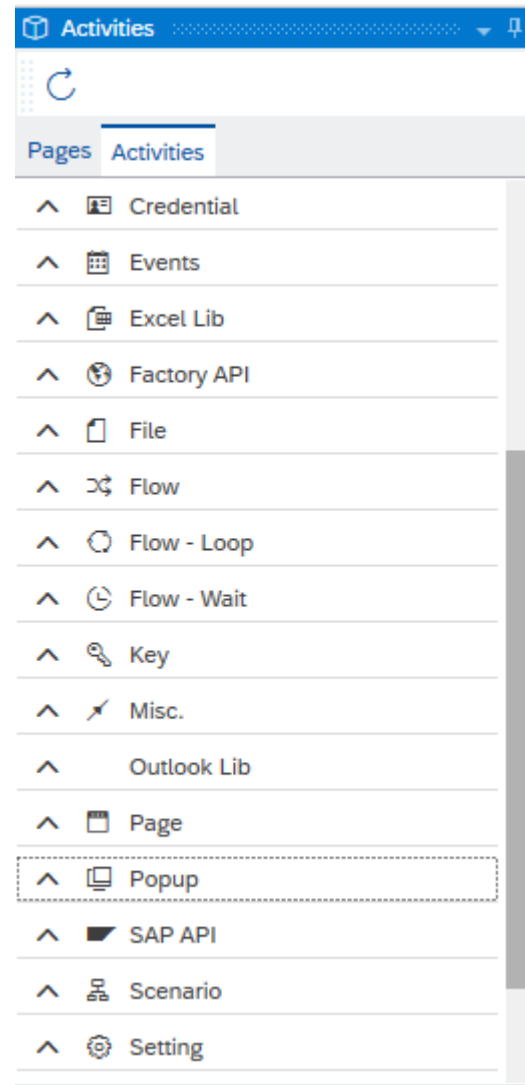 Activities
Pages Activities
Credential
Events
Excel Lib
Factory API
File
Flow
Flow - Loop
Flow - Wait
Key
Misc.
Outlook Lib
Page
Popup
SAP API
Scenario
Setting